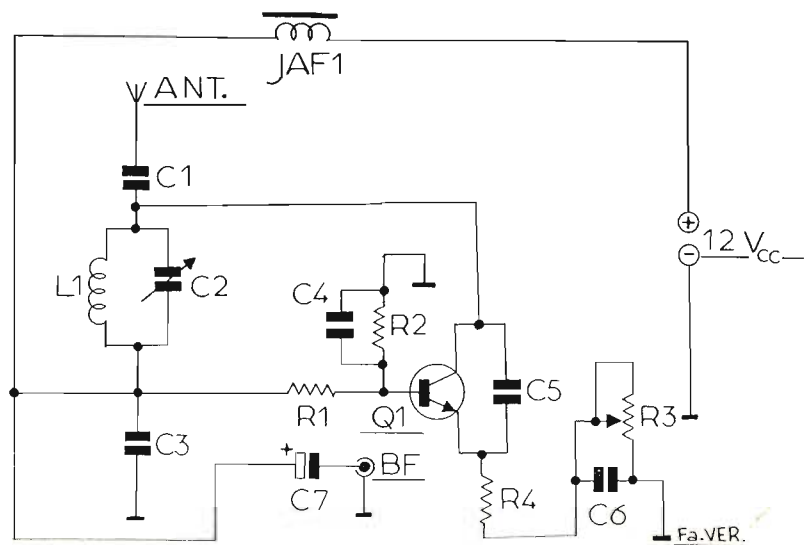 JAF1
ANT.
C1
+
12 Vcc
-
L1
C2
C4
R2
C5
R3
R1
Q1
C3
+
C7
BF
R4
C6
Fa.VER.